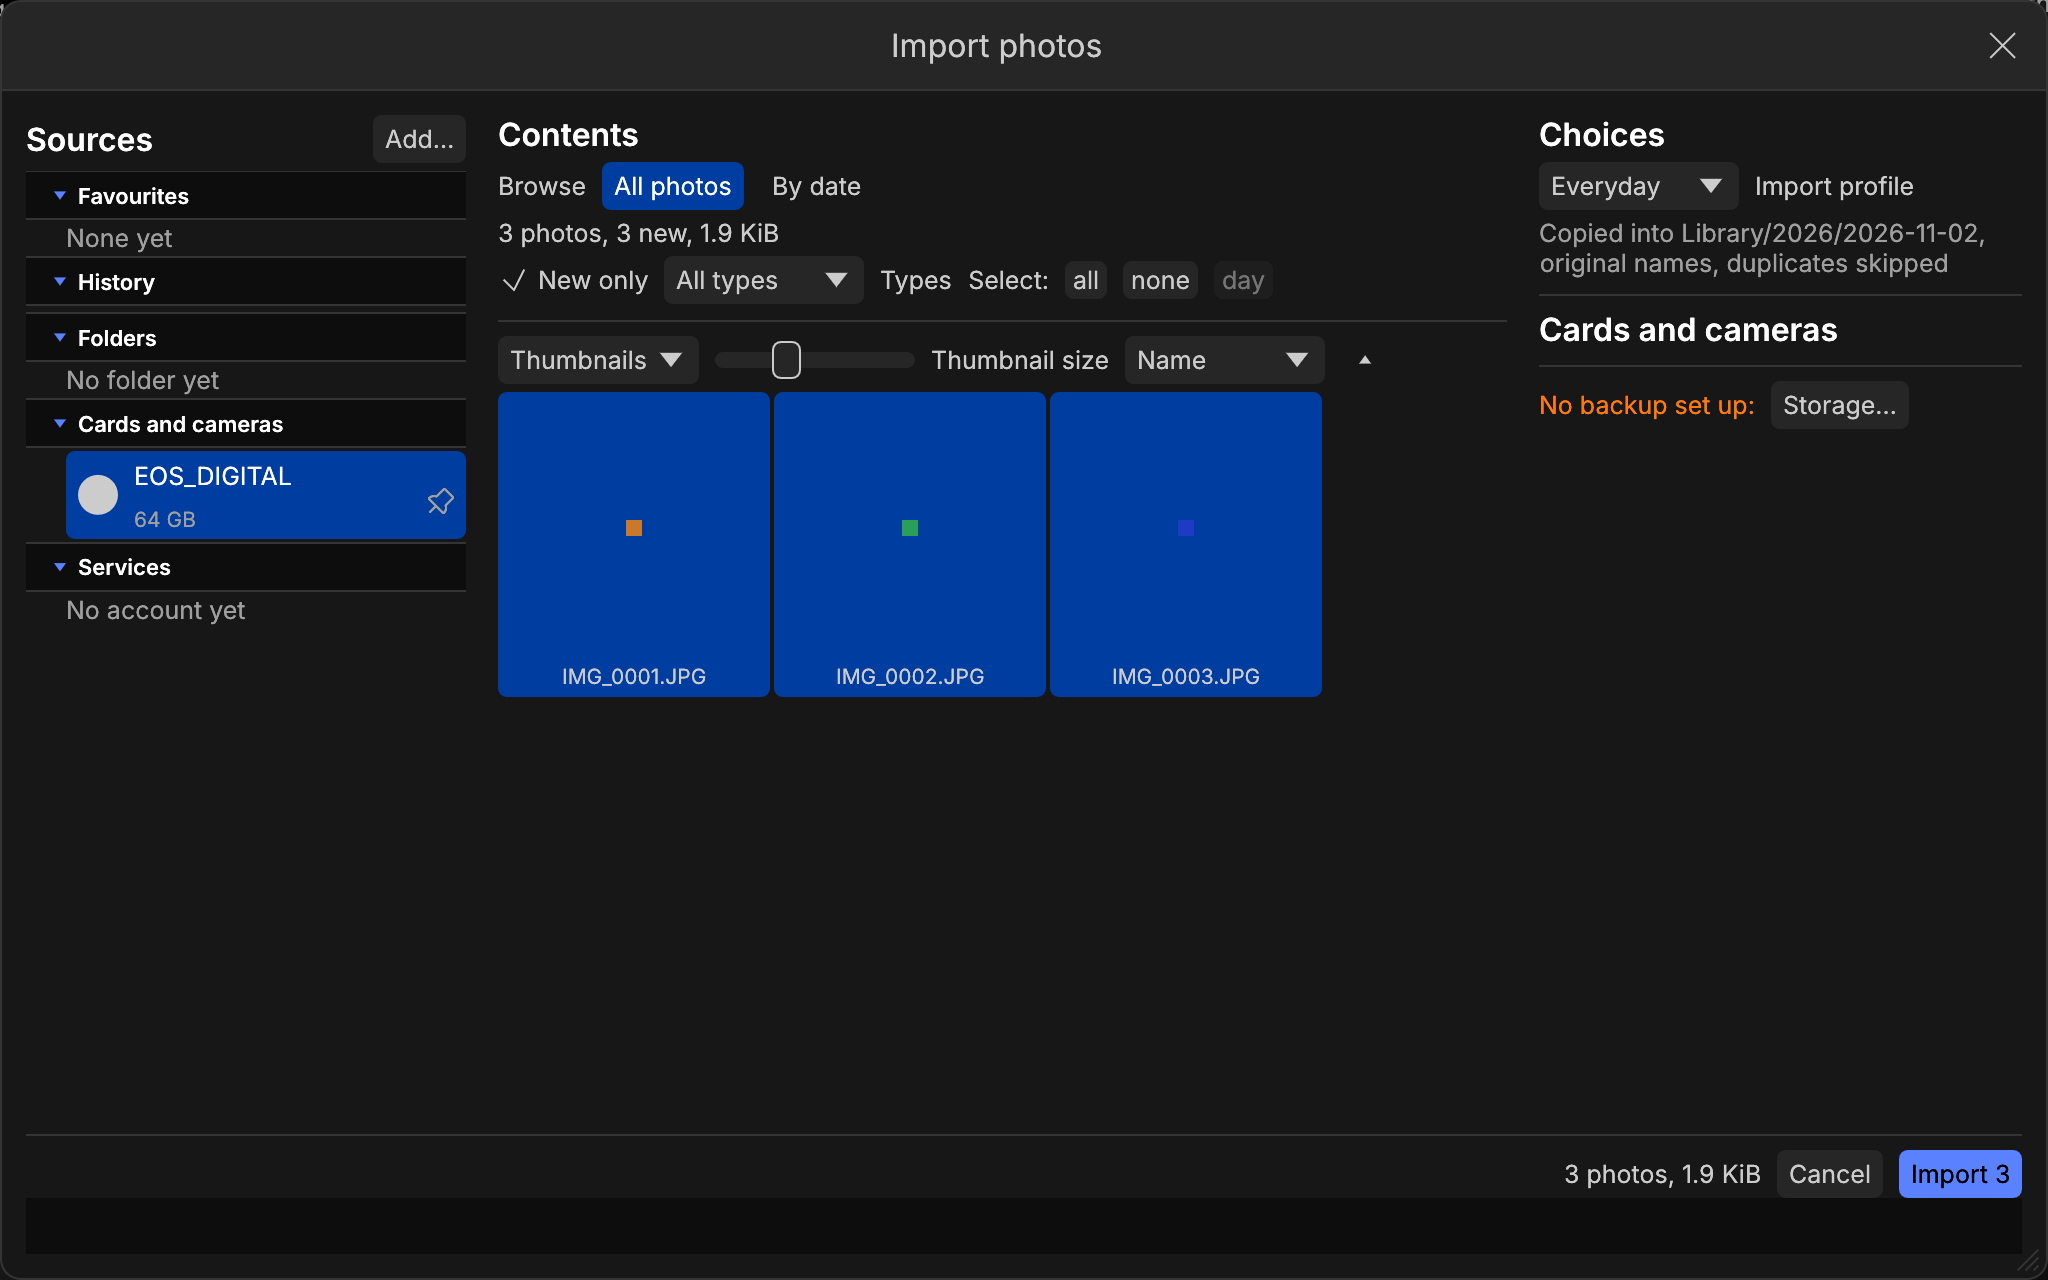 Import photos
Sources
Add...
Favourites
None yet
History
Folders
No folder yet
Cards and cameras
EOS_DIGITAL
64 GB
Services
No account yet
Contents
Browse All photos By date
3 photos, 3 new, 1.9 KiB
New only All types Types Select: all none day
Thumbnails Thumbnail size Name
IMG_0001.JPG IMG_0002.JPG IMG_0003.JPG
Choices
Everyday Import profile
Copied into Library/2026/2026-11-02,
original names, duplicates skipped
Cards and cameras
No backup set up: Storage...
3 photos, 1.9 KiB Cancel Import 3